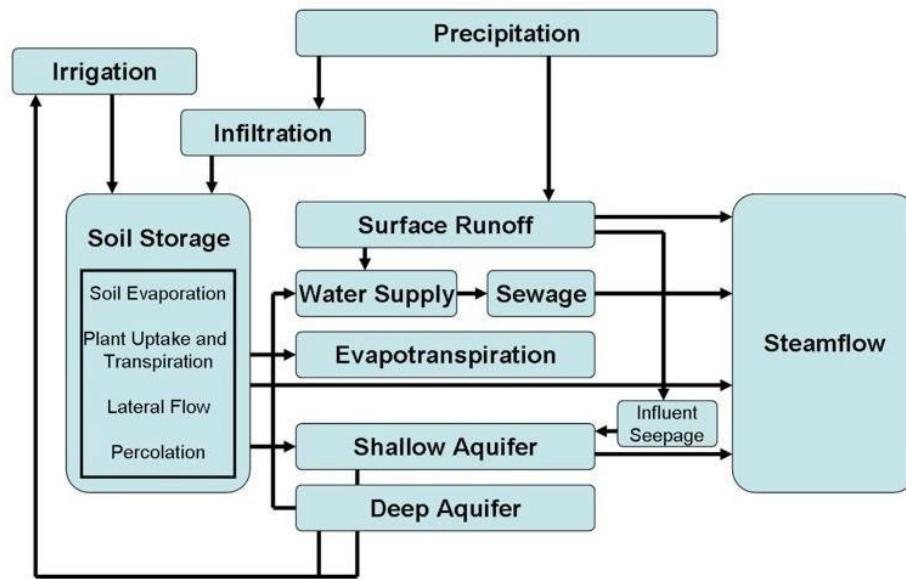 Precipitation
Irrigation
Infiltration
Soil Storage
Soil Evaporation
Plant Uptake and
Transpiration
Lateral Flow
Percolation
Surface Runoff
Water Supply
Sewage
Evapotranspiration
Steamflow
Influent
Seepage
Shallow Aquifer
Deep Aquifer